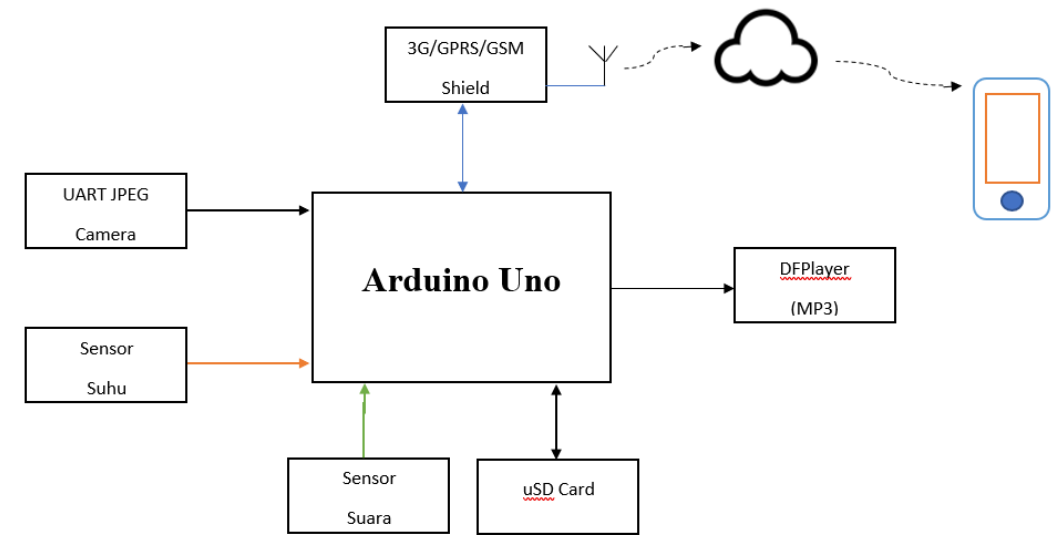 3G/GPRS/GSM
Shield
UART JPEG
Camera
Arduino Uno
DFPlayer
(MP3)
Sensor
Suhu
Sensor
Suara
uSD Card